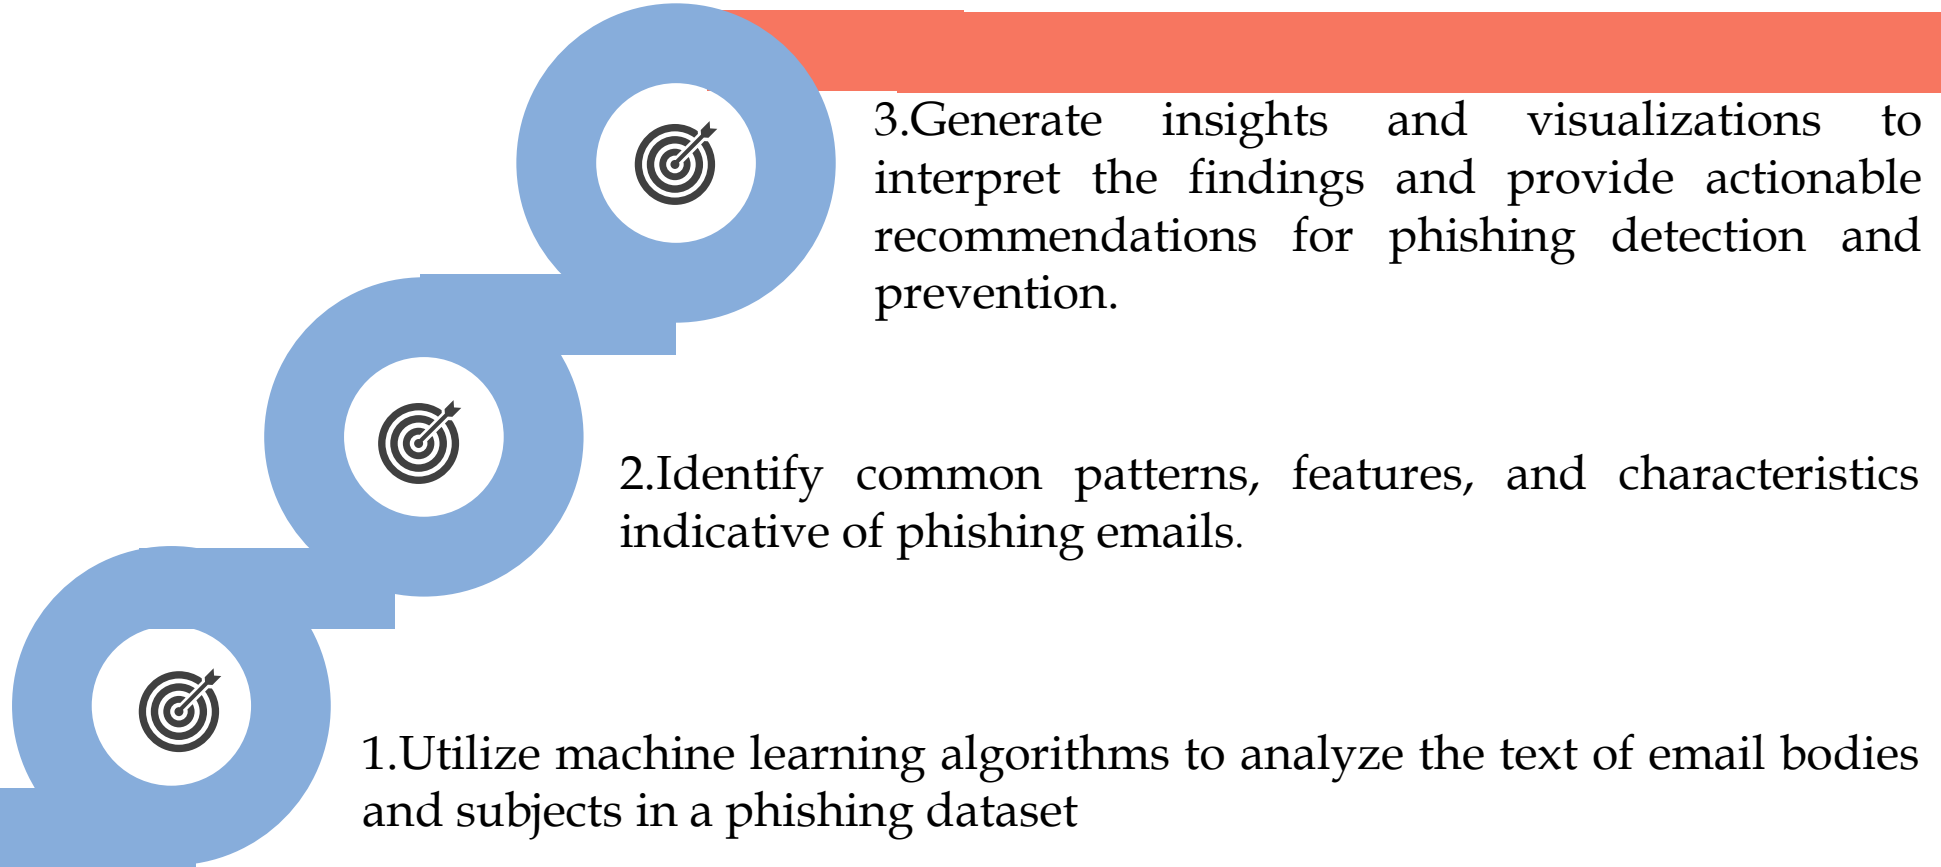 3.Generate insights and visualizations to
interpret the findings and provide actionable
recommendations for phishing detection and
prevention.
2.Identify common patterns, features, and characteristics
indicative of phishing emails.
1.Utilize machine learning algorithms to analyze the text of email bodies
and subjects in a phishing dataset